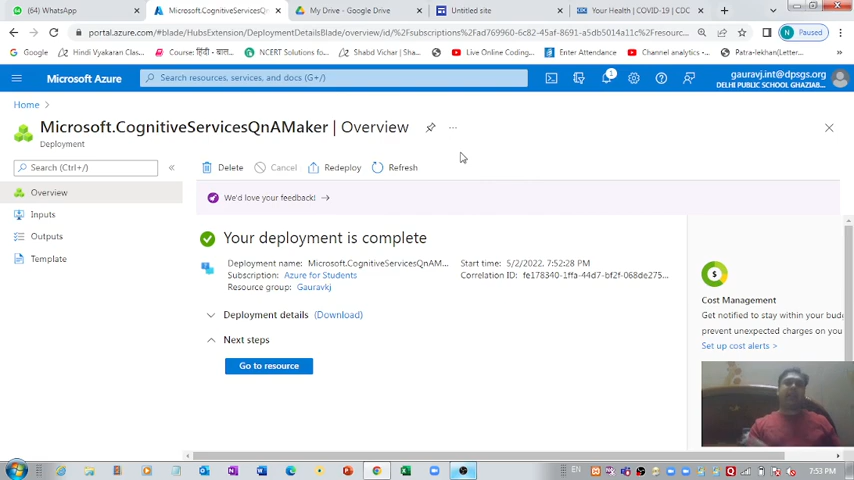 (64) WhatsApp
Microsoft.CognitiveServicesQnA
My Drive - Google Drive
Untitled site
Your Health | COVID-19 | CDC
portal.azure.com/#blade/HubsExtension/DeploymentDetailsBlade/overview/id/%2Fsubscriptions%2Fad769960-6c82-45af-8691-a5db5014a11c%2Fresourc...
Paused
Google
Hindi Vyakaran Class...
Course: हिंदी - बाल...
NCERT Solutions for...
Shabd Vichar | Shan...
Live Online Coding...
Enter Attendance
Channel analytics -...
Patra-lekhan(Letter...
Microsoft Azure
Search resources, services, and docs (G+/)
1
gauravj.int@dpsgs.org
DELHI PUBLIC SCHOOL GHAZIAB...
Home
Microsoft.CognitiveServicesQnAMaker | Overview
Deployment
Search (Ctrl+/)
Delete
Cancel
Redeploy
Refresh
Overview
Inputs
Outputs
Template
We'd love your feedback!
Your deployment is complete
Deployment name: Microsoft.CognitiveServicesQnAM...
Start time: 5/2/2022, 7:52:28 PM
Subscription: Azure for Students
Correlation ID: fe178340-1ffa-44d7-bf2f-068de275...
Resource group: Gauravkj
Deployment details (Download)
Next steps
Go to resource
Cost Management
Get notified to stay within your budg
prevent unexpected charges on you
Set up cost alerts >
EN
7:53 PM